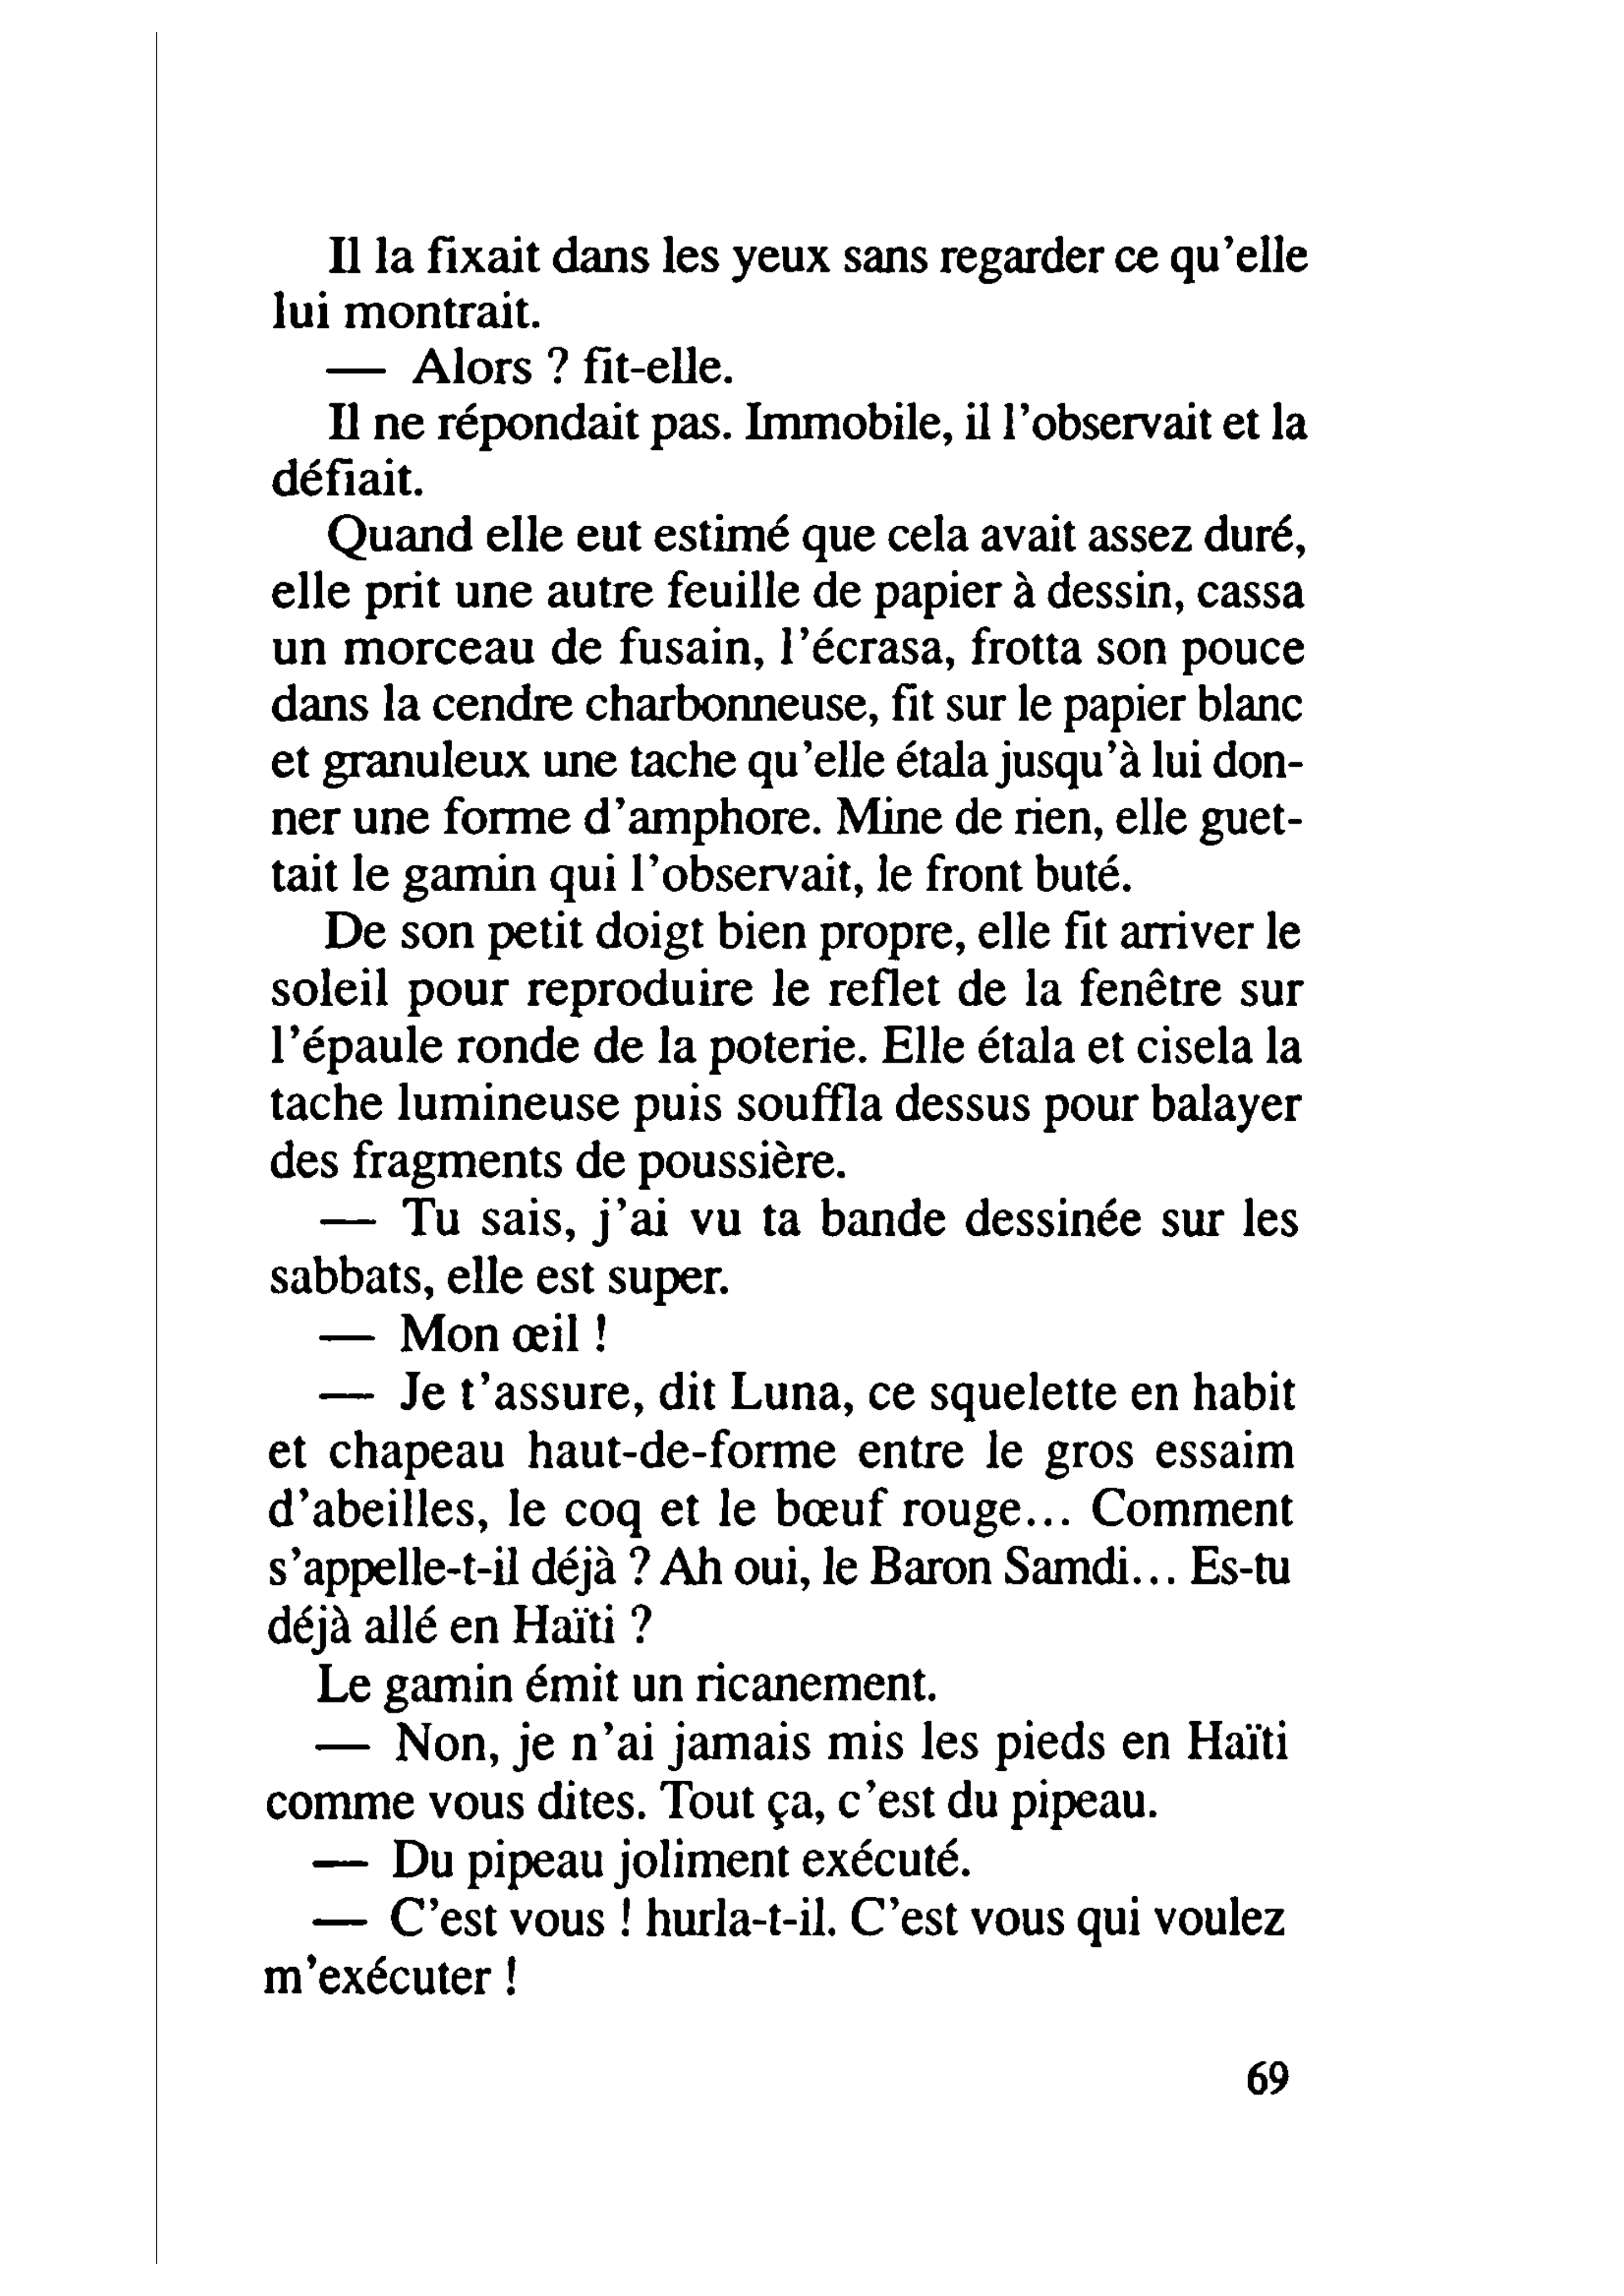 Il la fixait dans les yeux sans regarder ce qu'elle
lui montrait.
— Alors ? fit-elle.
Il ne répondait pas. Immobile, il l'observait et la
défiait.
Quand elle eut estimé que cela avait assez duré,
elle prit une autre feuille de papier à dessin, cassa
un morceau de fusain, l'écrasa, frotta son pouce
dans la cendre charbonneuse, fit sur le papier blanc
et granuleux une tache qu'elle étala jusqu'à lui don-
ner une forme d'amphore. Mine de rien, elle guet-
tait le gamin qui l'observait, le front buté.
De son petit doigt bien propre, elle fit arriver le
soleil pour reproduire le reflet de la fenêtre sur
l'épaule ronde de la poterie. Elle étala et cisela la
tache lumineuse puis souffla dessus pour balayer
des fragments de poussière.
— Tu sais, j'ai vu ta bande dessinée sur les
sabbats, elle est super.
— Mon œil !
— Je t'assure, dit Luna, ce squelette en habit
et chapeau haut-de-forme entre le gros essaim
d'abeilles, le coq et le bœuf rouge... Comment
s'appelle-t-il déjà ? Ah oui, le Baron Samdi... Es-tu
déjà allé en Haïti ?
Le gamin émit un ricanement.
— Non, je n'ai jamais mis les pieds en Haïti
comme vous dites. Tout ça, c'est du pipeau.
— Du pipeau joliment exécuté.
— C'est vous ! hurla-t-il. C'est vous qui voulez
m'exécuter !
69